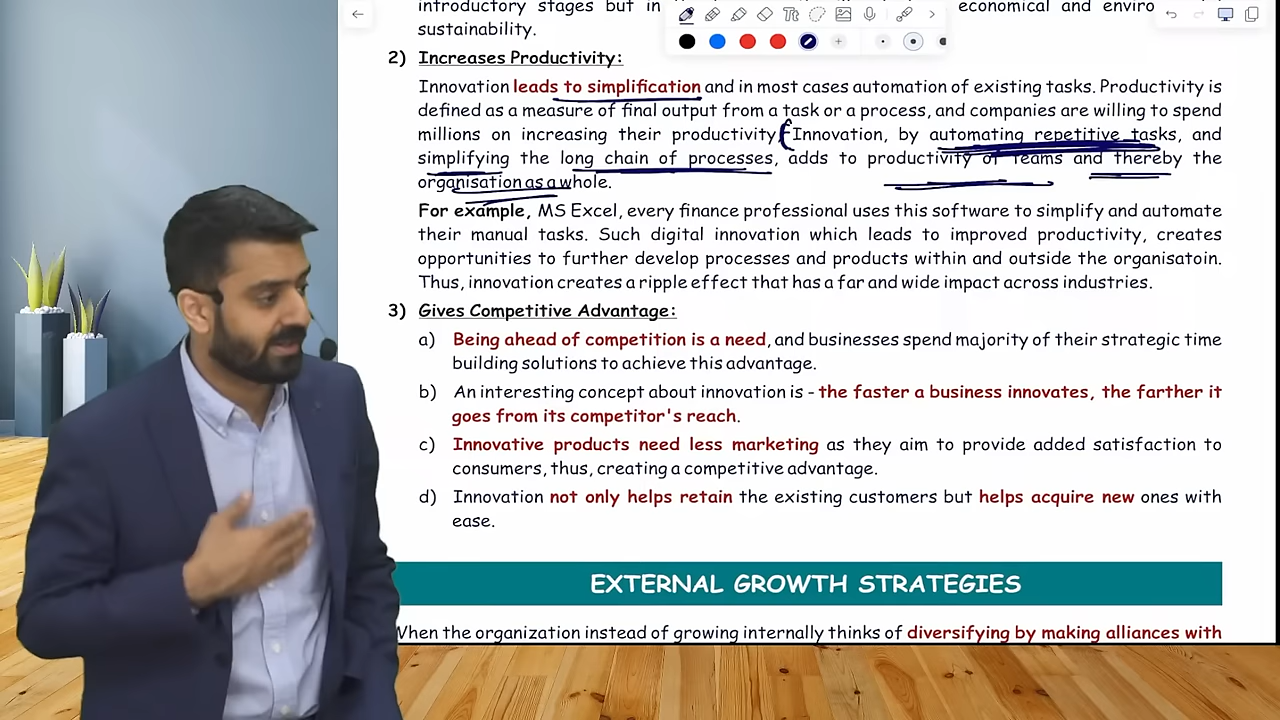 introductory stages but in
economical and enviro
sustainability.
2) Increases Productivity:
Innovation leads to simplification and in most cases automation of existing tasks. Productivity is
defined as a measure of final output from a task or a process, and companies are willing to spend
millions on increasing their productivity. Innovation, by automating repetitive tasks, and
simplifying the long chain of processes, adds to productivity of teams and thereby the
organisation as a whole.
For example, MS Excel, every finance professional uses this software to simplify and automate
their manual tasks. Such digital innovation which leads to improved productivity, creates
opportunities to further develop processes and products within and outside the organisatoin.
Thus, innovation creates a ripple effect that has a far and wide impact across industries.
3) Gives Competitive Advantage:
a) Being ahead of competition is a need, and businesses spend majority of their strategic time
building solutions to achieve this advantage.
b) An interesting concept about innovation is - the faster a business innovates, the farther it
goes from its competitor's reach.
c) Innovative products need less marketing as they aim to provide added satisfaction to
consumers, thus, creating a competitive advantage.
d) Innovation not only helps retain the existing customers but helps acquire new ones with
ease.
EXTERNAL GROWTH STRATEGIES
When the organization instead of growing internally thinks of diversifying by making alliances with